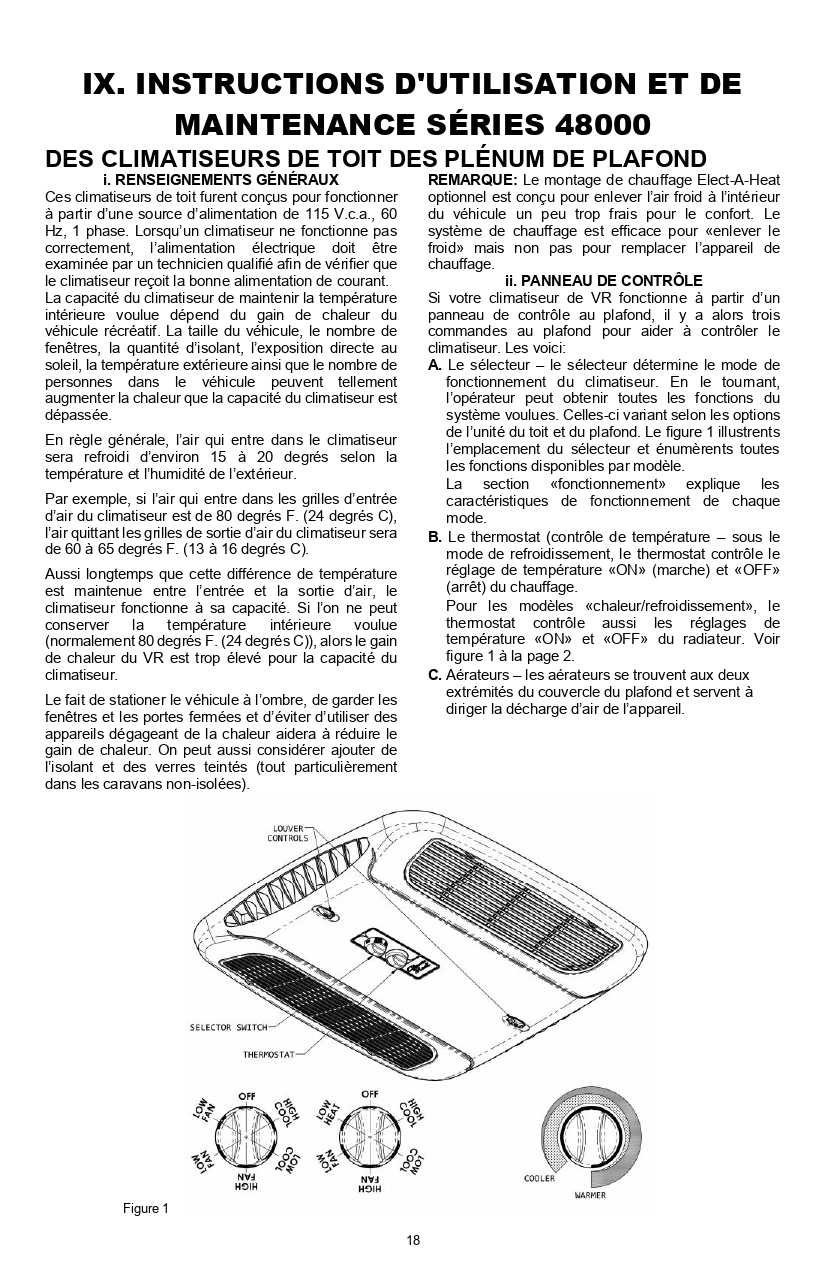 IX. INSTRUCTIONS D'UTILISATION ET DE
MAINTENANCE SÉRIES 48000
DES CLIMATISEURS DE TOIT DES PLÉNUM DE PLAFOND
i. RENSEIGNEMENTS GÉNÉRAUX
Ces climatiseurs de toit furent conçus pour fonctionner
à partir d’une source d’alimentation de 115 V.c.a., 60
Hz, 1 phase. Lorsqu’un climatiseur ne fonctionne pas
correctement, l’alimentation électrique doit être
examinée par un technicien qualifié afin de vérifier que
le climatiseur reçoit la bonne alimentation de courant.
La capacité du climatiseur de maintenir la température
intérieure voulue dépend du gain de chaleur du
véhicule récréatif. La taille du véhicule, le nombre de
fenêtres, la quantité d’isolant, l’exposition directe au
soleil, la température extérieure ainsi que le nombre de
personnes dans le véhicule peuvent tellement
augmenter la chaleur que la capacité du climatiseur est
dépassée.
En règle générale, l’air qui entre dans le climatiseur
sera refroidi d’environ 15 à 20 degrés selon la
température et l’humidité de l’extérieur.
Par exemple, si l’air qui entre dans les grilles d’entrée
d’air du climatiseur est de 80 degrés F. (24 degrés C),
l’air quittant les grilles de sortie d’air du climatiseur sera
de 60 à 65 degrés F. (13 à 16 degrés C).
Aussi longtemps que cette différence de température
est maintenue entre l’entrée et la sortie d’air, le
climatiseur fonctionne à sa capacité. Si l’on ne peut
conserver la température intérieure voulue
(normalement 80 degrés F. (24 degrés C)), alors le gain
de chaleur du VR est trop élevé pour la capacité du
climatiseur.
Le fait de stationer le véhicule à l’ombre, de garder les
fenêtres et les portes fermées et d’éviter d’utiliser des
appareils dégageant de la chaleur aidera à réduire le
gain de chaleur. On peut aussi considérer ajouter de
l’isolant et des verres teintés (tout particulièrement
dans les caravans non-isolées).
REMARQUE: Le montage de chauffage Elect-A-Heat
optionnel est conçu pour enlever l’air froid à l’intérieur
du véhicule un peu trop frais pour le confort. Le
système de chauffage est efficace pour «enlever le
froid» mais non pas pour remplacer l’appareil de
chauffage.
ii. PANNEAU DE CONTRÔLE
Si votre climatiseur de VR fonctionne à partir d’un
panneau de contrôle au plafond, il y a alors trois
commandes au plafond pour aider à contrôler le
climatiseur. Les voici:
A. Le sélecteur – le sélecteur détermine le mode de
fonctionnement du climatiseur. En le tournant,
l’opérateur peut obtenir toutes les fonctions du
système voulues. Celles-ci variant selon les options
de l’unité du toit et du plafond. Le figure 1 illustrents
l’emplacement du sélecteur et énumèrents toutes
les fonctions disponibles par modèle.
La section «fonctionnement» explique les
caractéristiques de fonctionnement de chaque
mode.
B. Le thermostat (contrôle de température – sous le
mode de refroidissement, le thermostat contrôle le
réglage de température «ON» (marche) et «OFF»
(arrêt) du chauffage.
Pour les modèles «chaleur/refroidissement», le
thermostat contrôle aussi les réglages de
température «ON» et «OFF» du radiateur. Voir
figure 1 à la page 2.
C. Aérateurs – les aérateurs se trouvent aux deux
extrémités du couvercle du plafond et servent à
diriger la décharge d’air de l’appareil.
LOUVER
CONTROLS
SELECTOR SWITCH
THERMOSTAT
OFF
HIGH
COOL
LOW
COOL
HIGH
FAN
LOW
FAN
LOW
FAN
OFF
HIGH
COOL
LOW
COOL
HIGH
FAN
LOW
FAN
LOW
HEAT
COOLER
WARMER
Figure 1
18